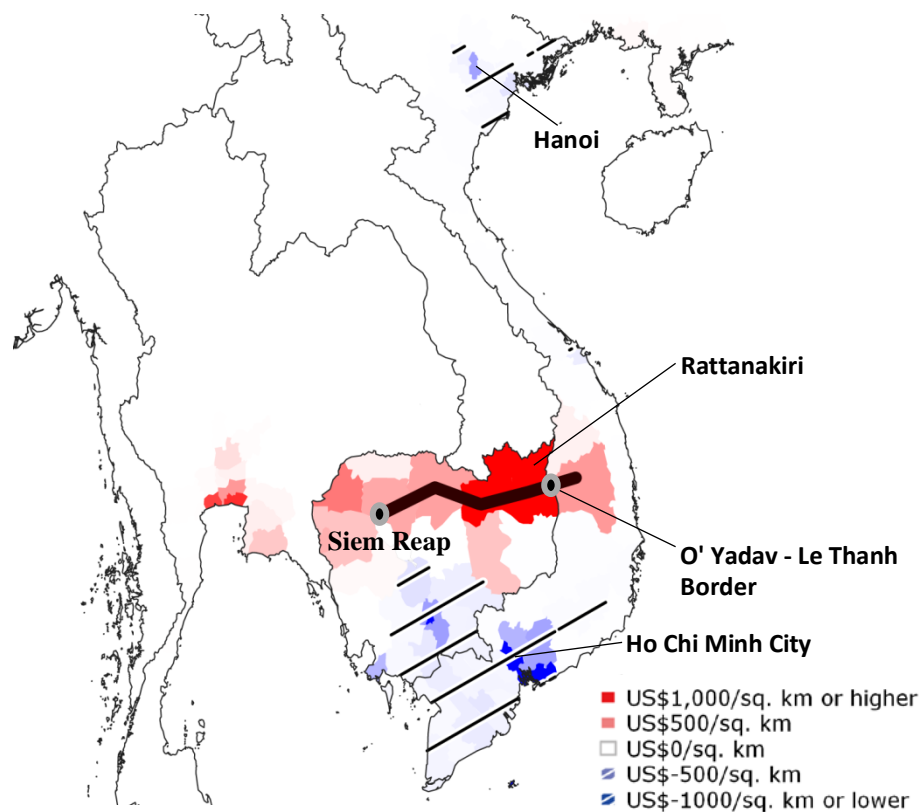 Hanoi
Rattanakiri
Siem Reap
O' Yadav - Le Thanh
Border
Ho Chi Minh City
US$1,000/sq. km or higher
US$500/sq. km
US$0/sq. km
US$-500/sq. km
US$-1000/sq. km or lower